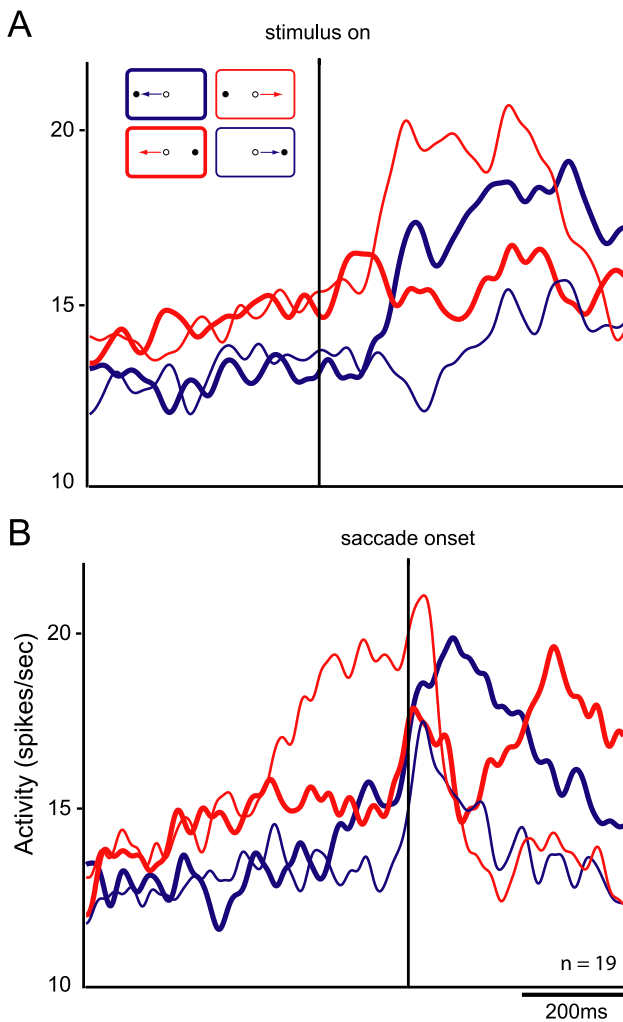 A
stimulus on
20
15
10
B
saccade onset
20
15
10
Activity (spikes/sec)
n = 19
200ms